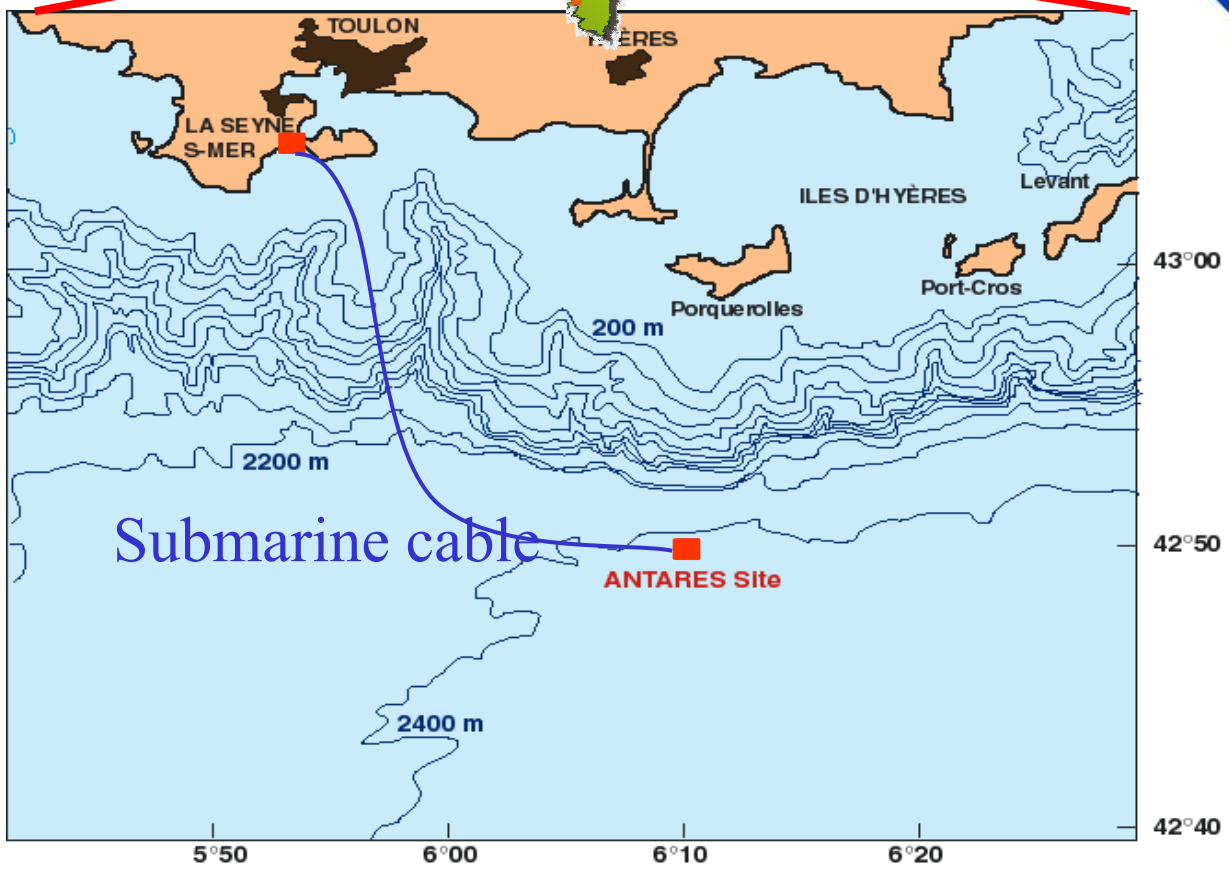 TOULON
LA SEYNE
S-MER
ILES D'HYÈRES
Levant
43°00
Port-Cros
Porquerolles
200 m
2200 m
Submarine cable
42°50
ANTARES Site
2400 m
42°40
5°50
6°00
6°10
6°20